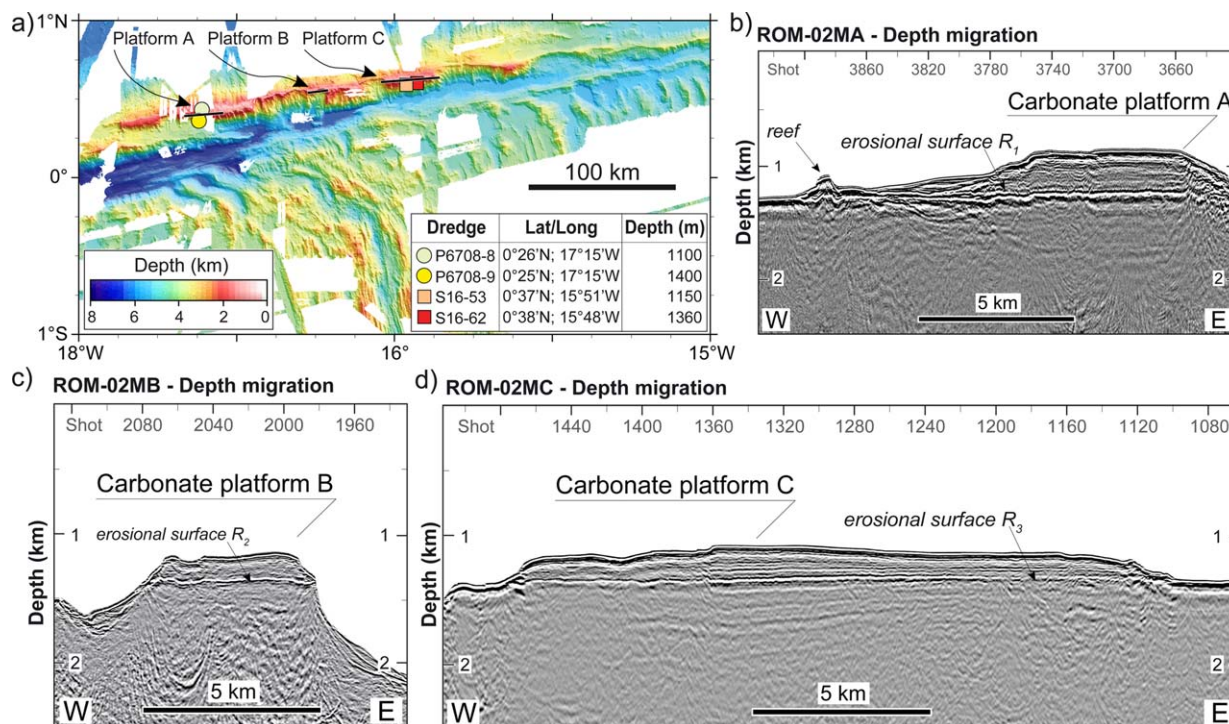 a)
1°N
Platform A
Platform B
Platform C
0°
100 km
Depth (km)
8 6 4 2 0
Dredge Lat/Long Depth (m)
P6708-8 0°26'N; 17°15'W 1100
P6708-9 0°25'N; 17°15'W 1400
S16-53 0°37'N; 15°51'W 1150
S16-62 0°38'N; 15°48'W 1360
1°S
18°W 17°W 16°W 15°W
b)
ROM-02MA - Depth migration
Shot 3860 3820 3780 3740 3700 3660
Carbonate platform A
reef
erosional surface R1
Depth (km)
1
2 2
5 km
W E
c)
ROM-02MB - Depth migration
Shot 2080 2040 2000 1960
Carbonate platform B
1 1
erosional surface R2
Depth (km)
2 2
5 km
W E
d)
ROM-02MC - Depth migration
Shot 1440 1400 1360 1320 1280 1240 1200 1160 1120 1080
Carbonate platform C
1 1
erosional surface R3
Depth (km)
2 2
5 km
W E